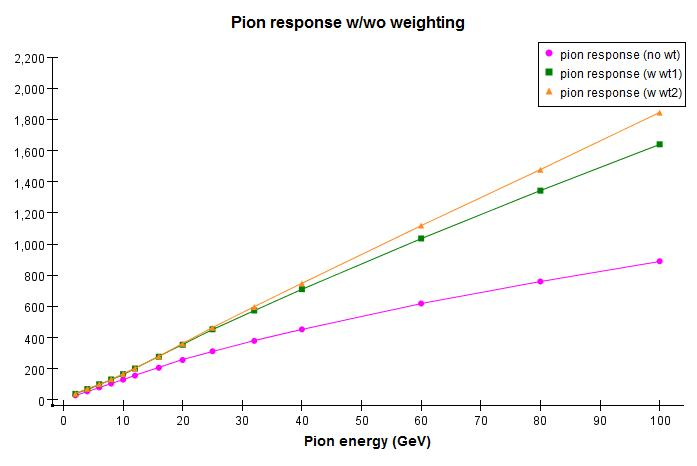 Pion response w/wo weighting
pion response (no wt)
pion response (w wt1)
pion response (w wt2)
2,200
2,000
1,800
1,600
1,400
1,200
1,000
800
600
400
200
0
0 10 20 30 40 50 60 70 80 90 100
Pion energy (GeV)